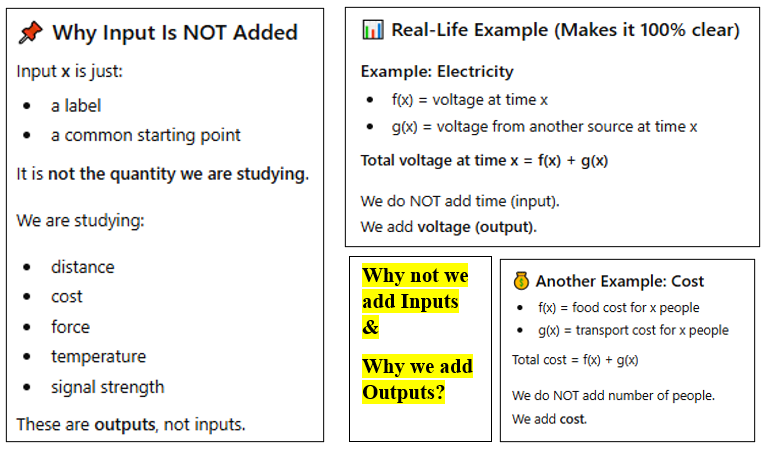 📌 Why Input Is NOT Added
Input x is just:
• a label
• a common starting point
It is not the quantity we are studying.
We are studying:
• distance
• cost
• force
• temperature
• signal strength
These are outputs, not inputs.
📊 Real-Life Example (Makes it 100% clear)
Example: Electricity
• f(x) = voltage at time x
• g(x) = voltage from another source at time x
Total voltage at time x = f(x) + g(x)
We do NOT add time (input).
We add voltage (output).
Why not we
add Inputs
&
Why we add
Outputs?
💰 Another Example: Cost
• f(x) = food cost for x people
• g(x) = transport cost for x people
Total cost = f(x) + g(x)
We do NOT add number of people.
We add cost.